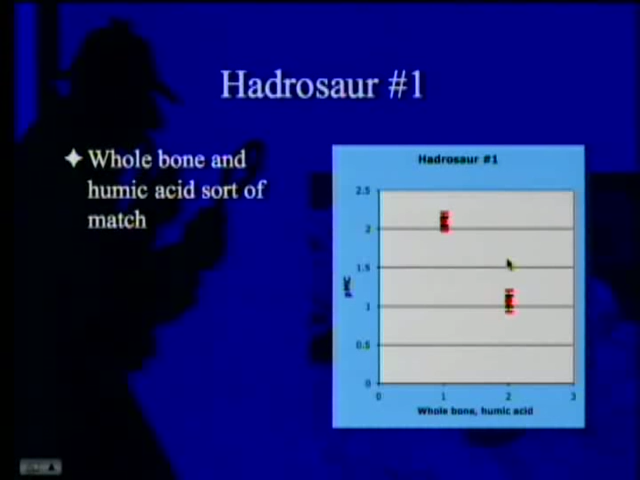 Hadrosaur #1
✦ Whole bone and
humic acid sort of
match
Hadrosaur #1
2.5
2
1.5
1
0.5
0
pMC
0 1 2 3
Whole bone, humic acid